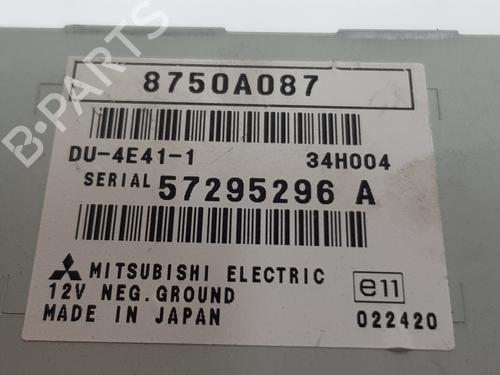 B-PARTS
8750A087
DU-4E41-1 34H004
SERIAL 57295296 A
MITSUBISHI ELECTRIC
12V NEG.GROUND e11
MADE IN JAPAN 022420